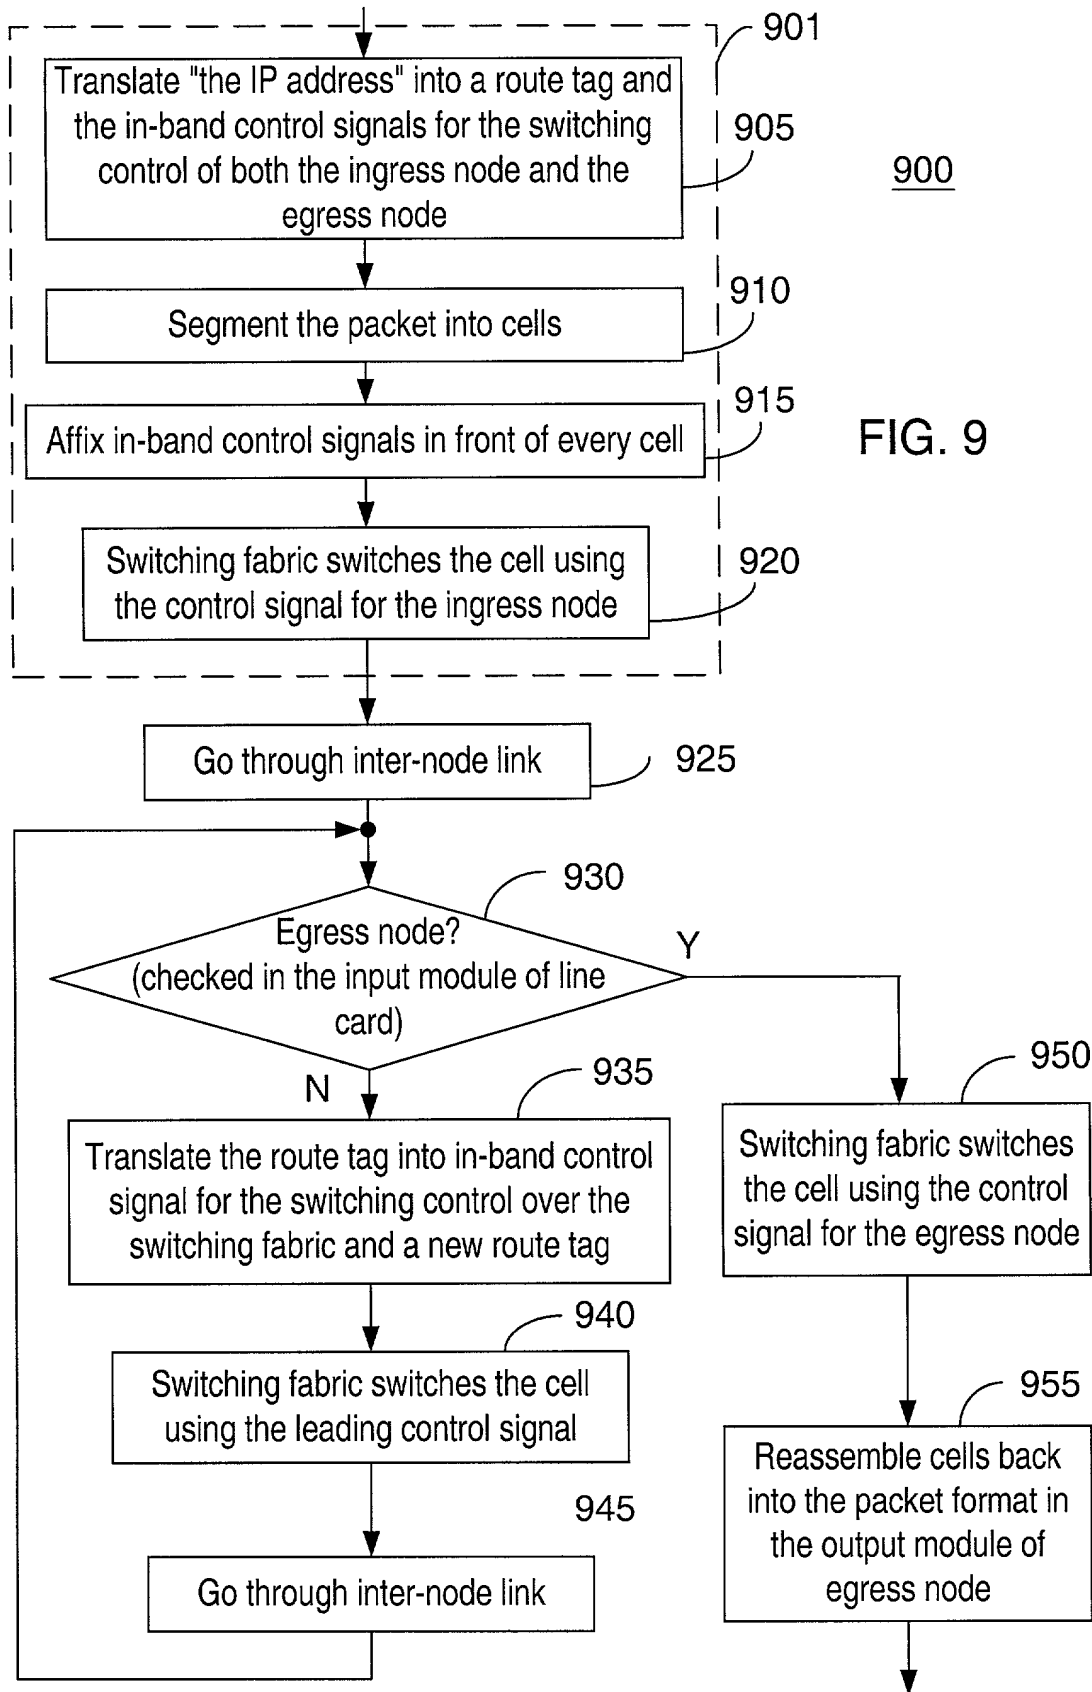 901
Translate "the IP address" into a route tag and
the in-band control signals for the switching
control of both the ingress node and the
egress node
905
900
Segment the packet into cells
910
Affix in-band control signals in front of every cell
915
FIG. 9
Switching fabric switches the cell using
the control signal for the ingress node
920
Go through inter-node link
925
930
Egress node?
(checked in the input module of line
card)
Y
N
935
Translate the route tag into in-band control
signal for the switching control over the
switching fabric and a new route tag
940
Switching fabric switches the cell
using the leading control signal
945
Go through inter-node link
950
Switching fabric switches
the cell using the control
signal for the egress node
955
Reassemble cells back
into the packet format in
the output module of
egress node